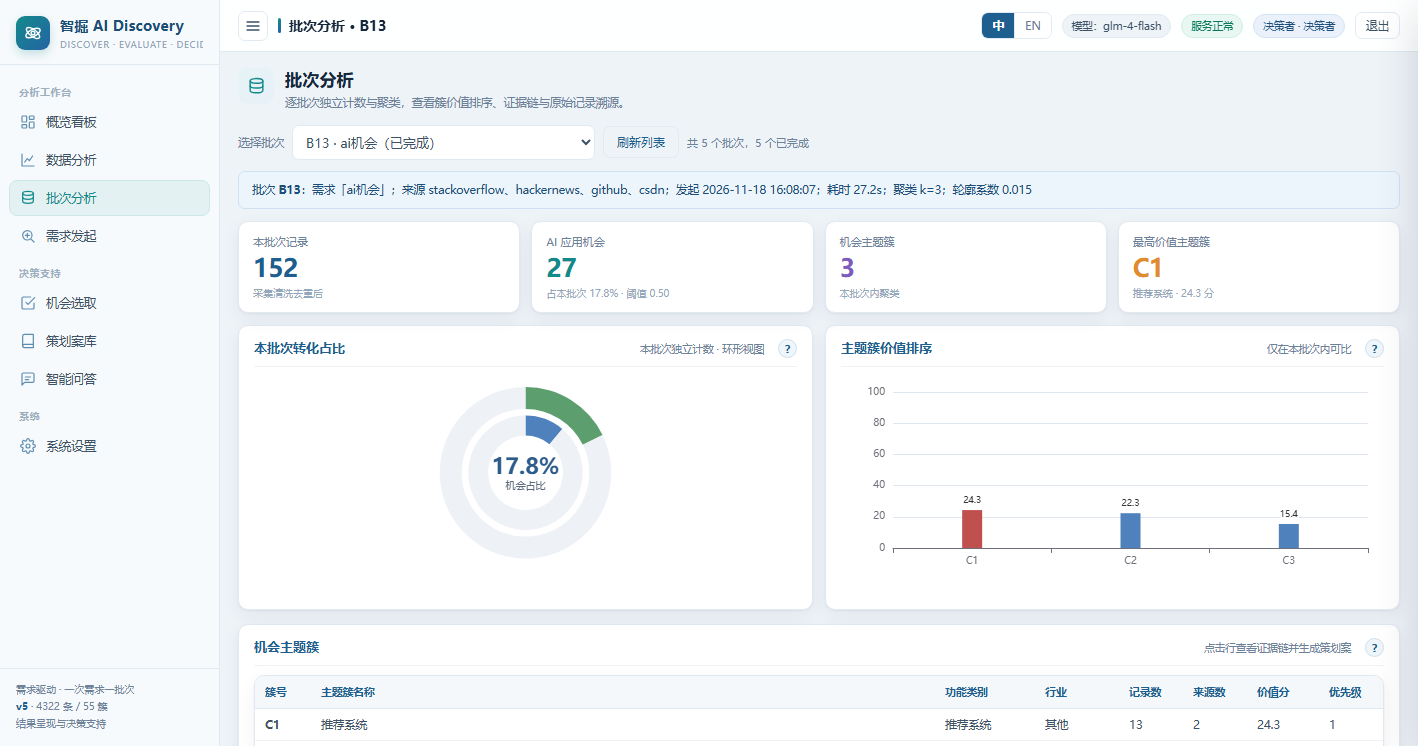 智掘 AI Discovery
DISCOVER · EVALUATE · DECID
分析工作台
概览看板
数据分析
批次分析
需求发起
决策支持
机会选取
策划案库
智能问答
系统
系统设置
需求驱动 · 一次需求一批次
v5 · 4322 条 / 55 簇
结果呈现与决策支持
批次分析 • B13
中 EN 模型：glm-4-flash 服务正常 决策者 · 决策者 退出
批次分析
逐批次独立计数与聚类，查看簇价值排序、证据链与原始记录溯源。
选择批次 B13 · ai机会（已完成） 刷新列表 共 5 个批次，5 个已完成
批次 B13：需求「ai机会」；来源 stackoverflow、hackernews、github、csdn；发起 2026-11-18 16:08:07；耗时 27.2s；聚类 k=3；轮廓系数 0.015
本批次记录
152
采集清洗去重后
AI 应用机会
27
占本批次 17.8% · 阈值 0.50
机会主题簇
3
本批次内聚类
最高价值主题簇
C1
推荐系统 · 24.3 分
本批次转化占比 本批次独立计数 · 环形视图 ?
17.8%
机会占比
主题簇价值排序 仅在本批次内可比 ?
100
80
60
40
20
0
24.3 22.3 15.4
C1 C2 C3
机会主题簇 点击行查看证据链并生成策划案 ?
簇号 主题簇名称 功能类别 行业 记录数 来源数 价值分 优先级
C1 推荐系统 推荐系统 其他 13 2 24.3 1